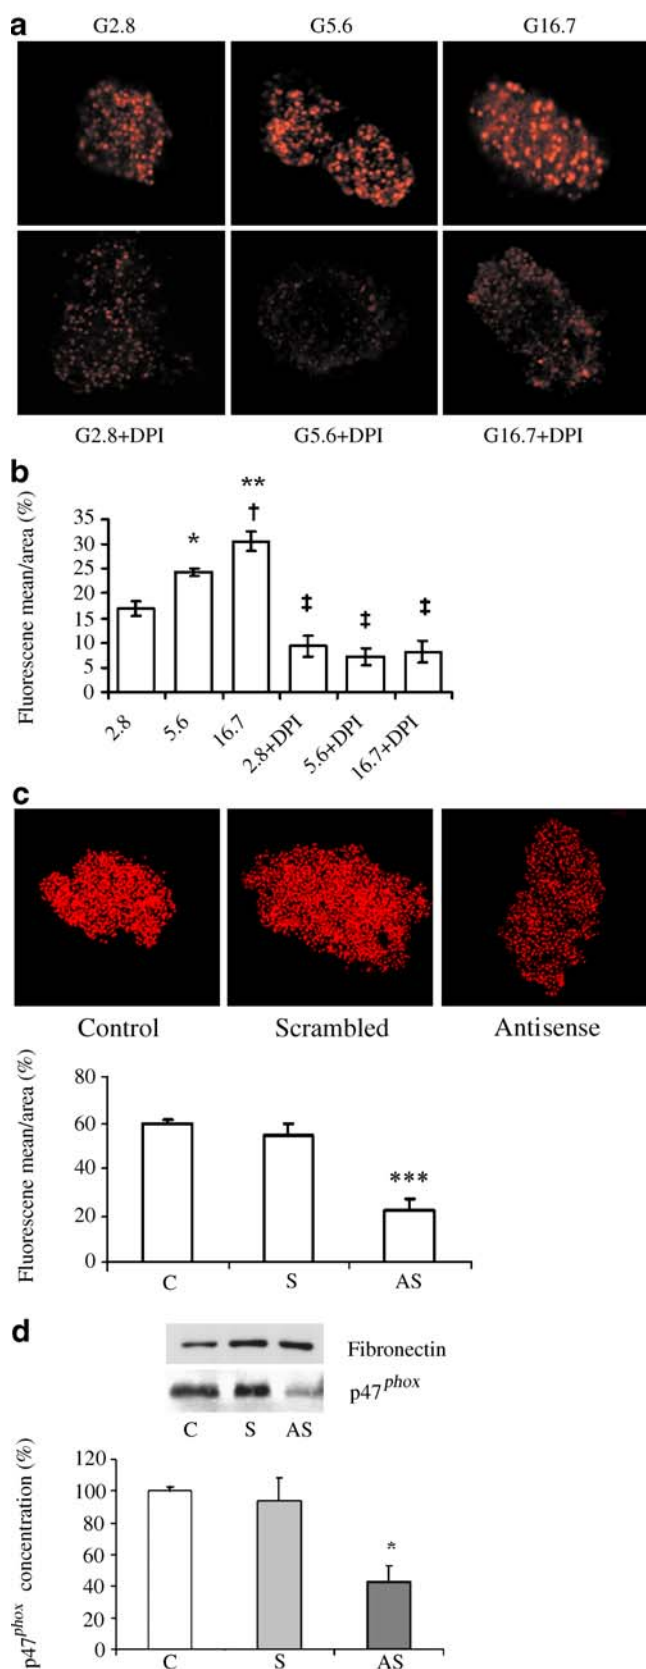 a
G2.8 G5.6 G16.7
G2.8+DPI G5.6+DPI G16.7+DPI
b
Fluorescene mean/area (%)
35
30
25
20
15
10
5
0
* ** † ‡ ‡ ‡
2.8 5.6 16.7 2.8+DPI 5.6+DPI 16.7+DPI
c
Control Scrambled Antisense
Fluorescene mean/area (%)
80
60
40
20
0
***
C S AS
d
Fibronectin
p47phox
C S AS
p47phox concentration (%)
120
100
80
60
40
20
0
*
C S AS